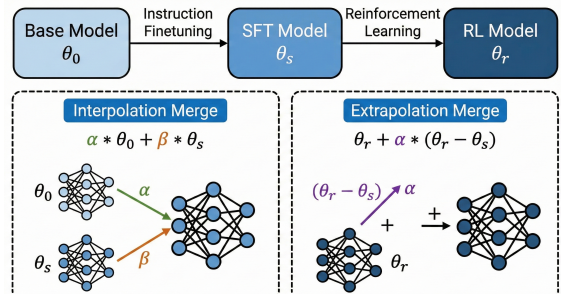 Base Model
θ₀
Instruction
Finetuning
SFT Model
θₛ
Reinforcement
Learning
RL Model
θᵣ
Interpolation Merge
α * θ₀ + β * θₛ
θ₀
α
θₛ
β
Extrapolation Merge
θᵣ + α * (θᵣ − θₛ)
(θᵣ − θₛ)
α
+
+
θᵣ